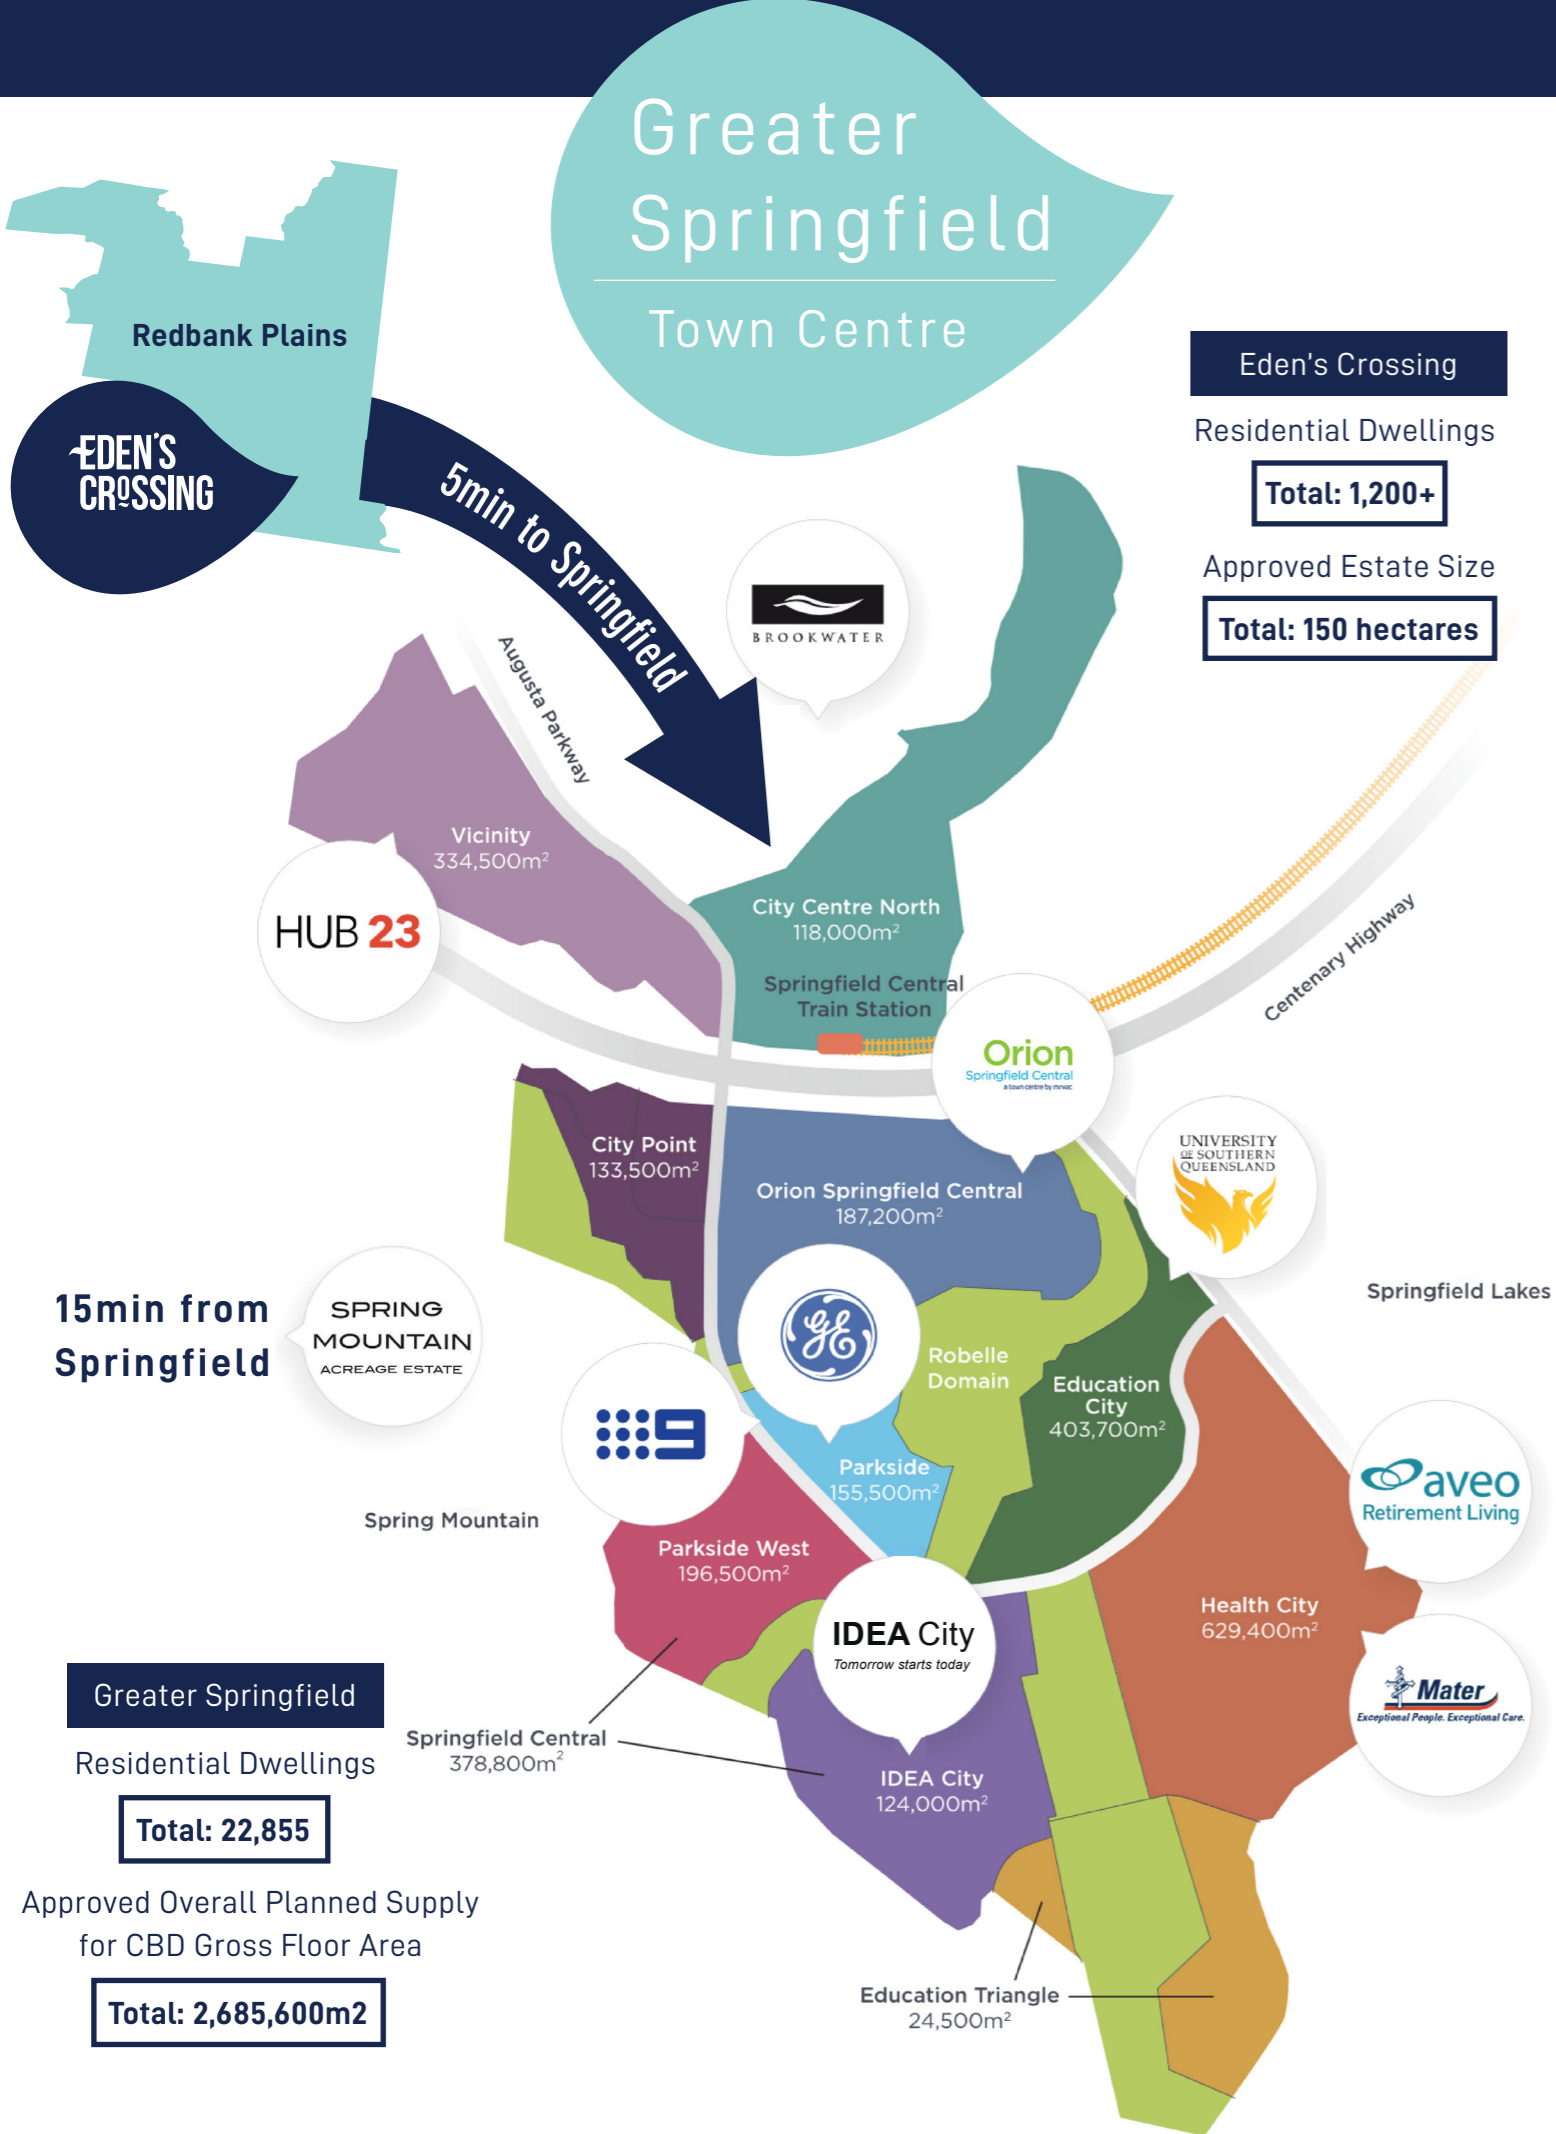 Greater
Springfield
Town Centre
Redbank Plains
EDEN'S
CROSSING
5min to Springfield
Eden's Crossing
Residential Dwellings
Total: 1,200+
Approved Estate Size
Total: 150 hectares
BROOKWATER
Augusta Parkway
Vicinity
334,500m²
HUB 23
City Centre North
118,000m²
Springfield Central
Train Station
Centenary Highway
Orion
Springfield Central
a town centre by mirvac
City Point
133,500m²
UNIVERSITY
OF SOUTHERN
QUEENSLAND
Orion Springfield Central
187,200m²
15min from
Springfield
SPRING
MOUNTAIN
ACREAGE ESTATE
Springfield Lakes
GE
Robelle
Domain
Education
City
403,700m²
9
Parkside
155,500m²
aveo
Retirement Living
Spring Mountain
Parkside West
196,500m²
IDEA City
Tomorrow starts today
Health City
629,400m²
Mater
Exceptional People. Exceptional Care.
Greater Springfield
Residential Dwellings
Total: 22,855
Approved Overall Planned Supply
for CBD Gross Floor Area
Total: 2,685,600m2
Springfield Central
378,800m²
IDEA City
124,000m²
Education Triangle
24,500m²